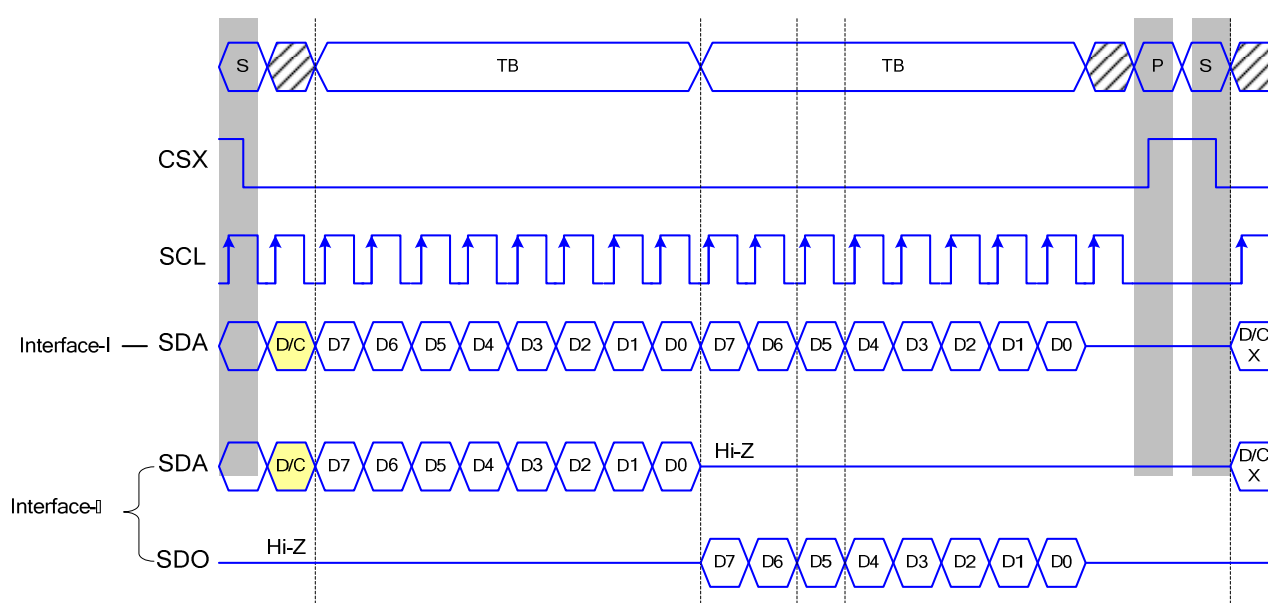 S TB TB P S
CSX
SCL
Interface-I SDA D/C D7 D6 D5 D4 D3 D2 D1 D0 D7 D6 D5 D4 D3 D2 D1 D0 D/C
X
SDA D/C D7 D6 D5 D4 D3 D2 D1 D0 Hi-Z D/C
X
Interface-▯
SDO Hi-Z D7 D6 D5 D4 D3 D2 D1 D0